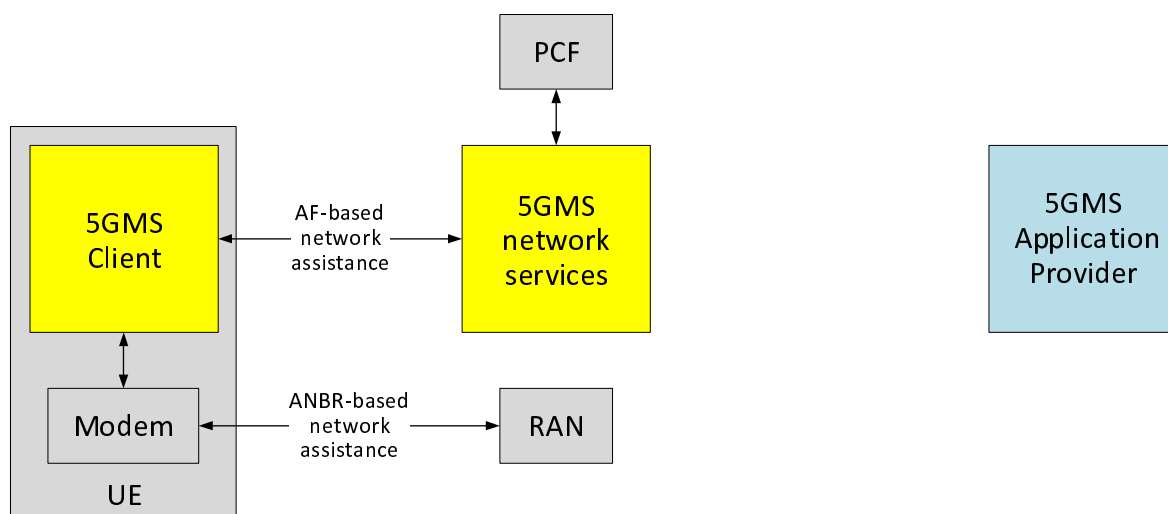 PCF
5GMS
Client
AF-based
network
assistance
5GMS
network
services
5GMS
Application
Provider
Modem
ANBR-based
network
assistance
RAN
UE